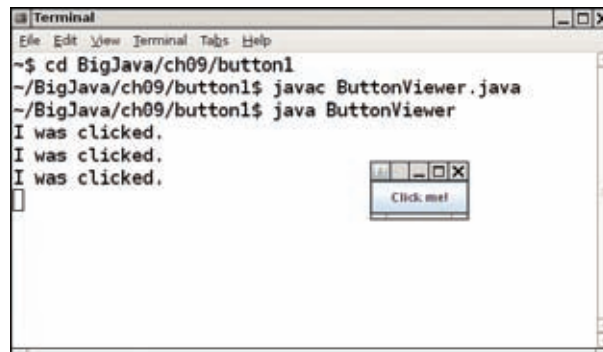 Terminal
File Edit View Terminal Tabs Help
~$ cd BigJava/ch09/button1
~/BigJava/ch09/button1$ javac ButtonViewer.java
~/BigJava/ch09/button1$ java ButtonViewer
I was clicked.
I was clicked.
I was clicked.
Click me!